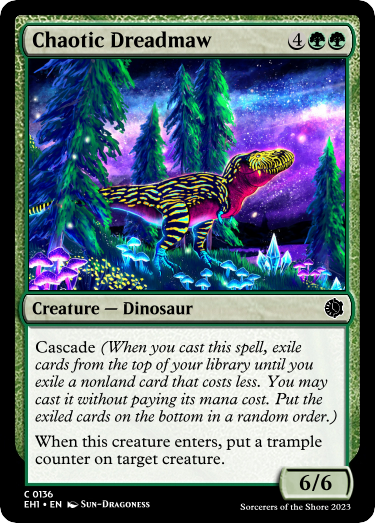 Chaotic Dreadmaw 4
Creature — Dinosaur
Cascade (When you cast this spell, exile
cards from the top of your library until you
exile a nonland card that costs less. You may
cast it without paying its mana cost. Put the
exiled cards on the bottom in a random order.)
When this creature enters, put a trample
counter on target creature.
6/6
C 0136
EH1 • EN Sun-Dragoness
Sorcerers of the Shore 2023